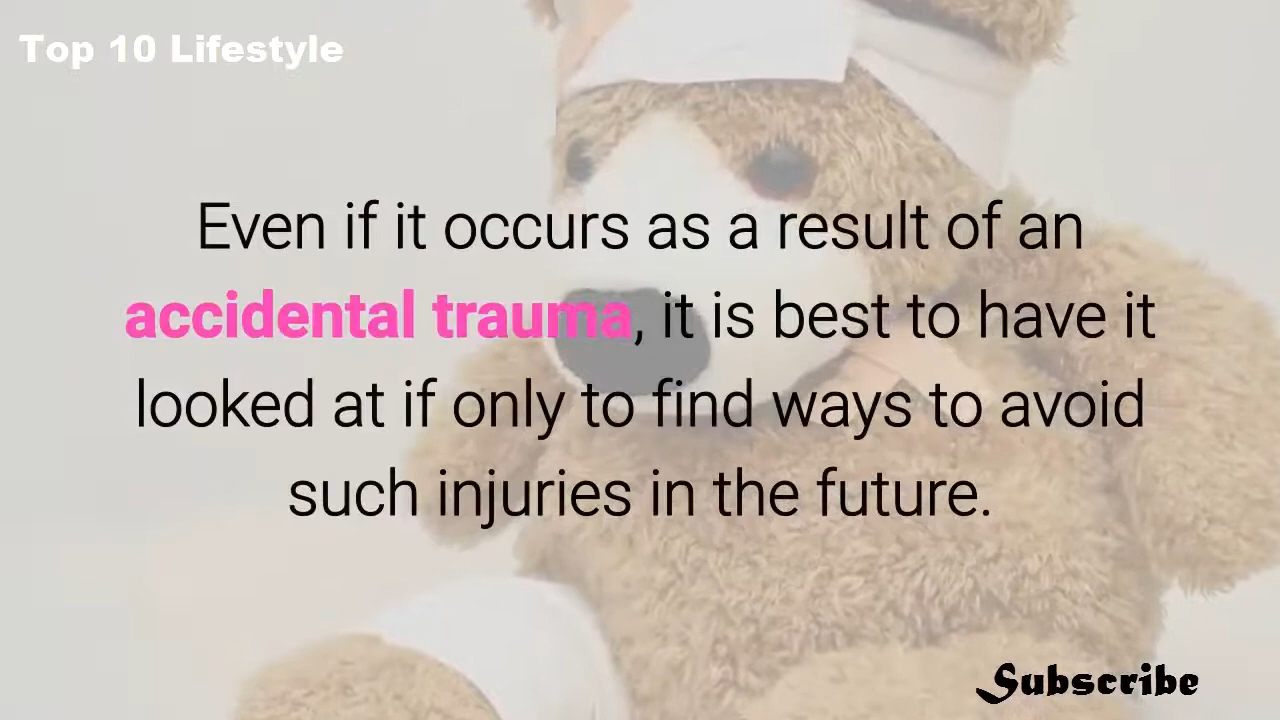 Top 10 Lifestyle
Even if it occurs as a result of an
accidental trauma, it is best to have it
looked at if only to find ways to avoid
such injuries in the future.
Subscribe